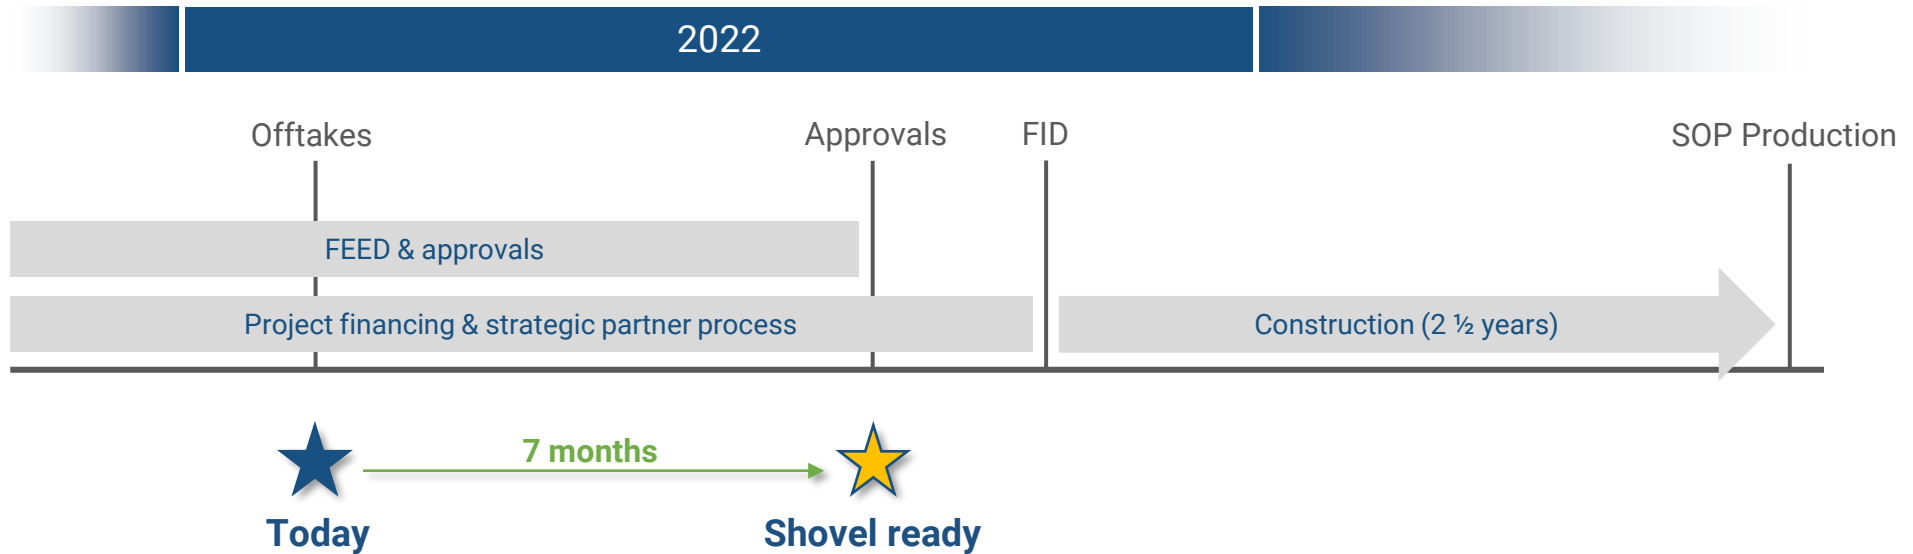 2022
Offtakes
Approvals
FID
SOP Production
FEED & approvals
Project financing & strategic partner process
Construction (2 ½ years)
7 months
Today
Shovel ready